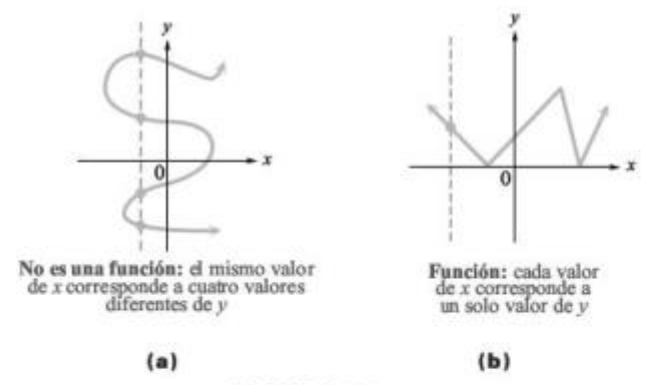 y
x
0
No es una función: el mismo valor
de x corresponde a cuatro valores
diferentes de y
(a)
y
x
0
Función: cada valor
de x corresponde a
un solo valor de y
(b)